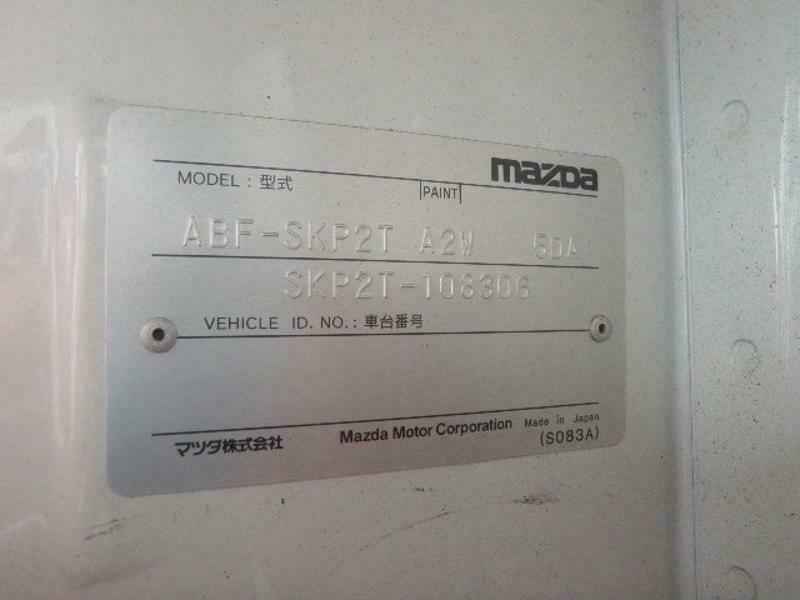 mazda
MODEL : 型式 PAINT
ABF-SKP2T A2W 5DA
SKP2T-108306
VEHICLE ID. NO. : 車台番号
マツダ株式会社 Mazda Motor Corporation Made in Japan
(S083A)